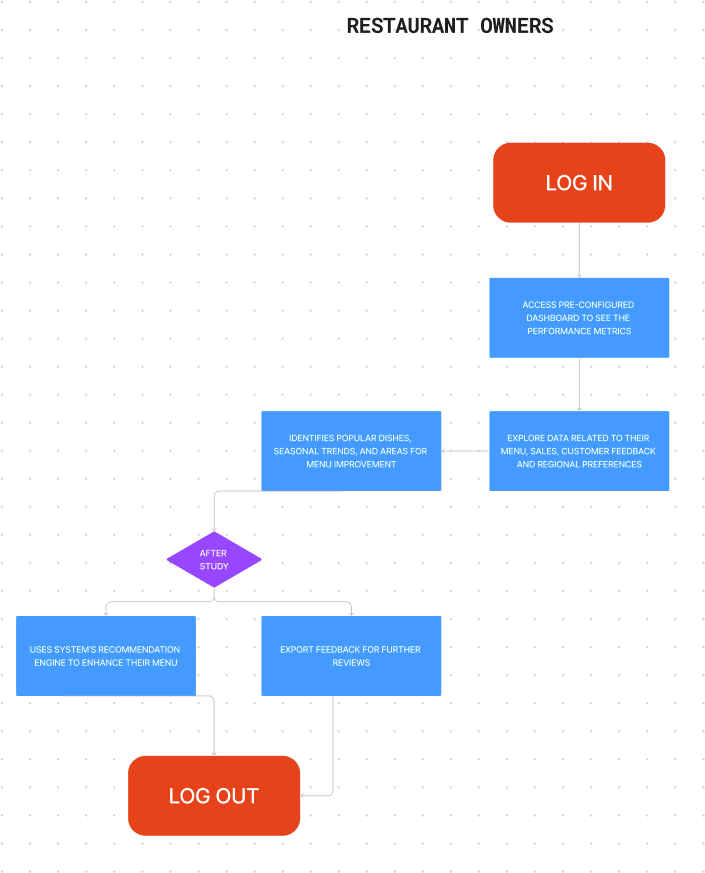 RESTAURANT OWNERS
LOG IN
ACCESS PRE-CONFIGURED
DASHBOARD TO SEE THE
PERFORMANCE METRICS
EXPLORE DATA RELATED TO THEIR
MENU, SALES, CUSTOMER FEEDBACK
AND REGIONAL PREFERENCES
IDENTIFIES POPULAR DISHES,
SEASONAL TRENDS, AND AREAS FOR
MENU IMPROVEMENT
AFTER
STUDY
USES SYSTEM'S RECOMMENDATION
ENGINE TO ENHANCE THEIR MENU
EXPORT FEEDBACK FOR FURTHER
REVIEWS
LOG OUT